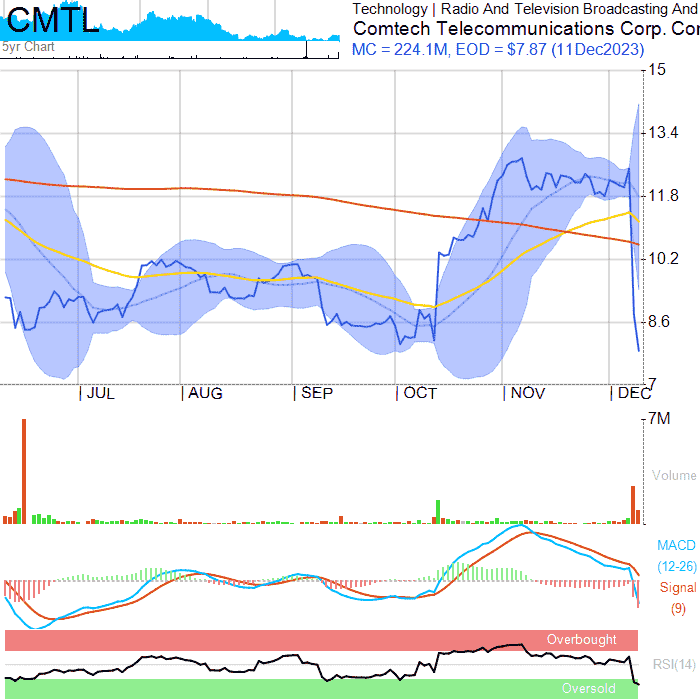 CMTL
5yr Chart
Technology | Radio And Television Broadcasting And
Comtech Telecommunications Corp. Cor
MC = 224.1M, EOD = $7.87 (11Dec2023)
15
13.4
11.8
10.2
8.6
7
JUL AUG SEP OCT NOV DEC
7M
Volume
MACD
(12-26)
Signal
(9)
Overbought
RSI(14)
Oversold